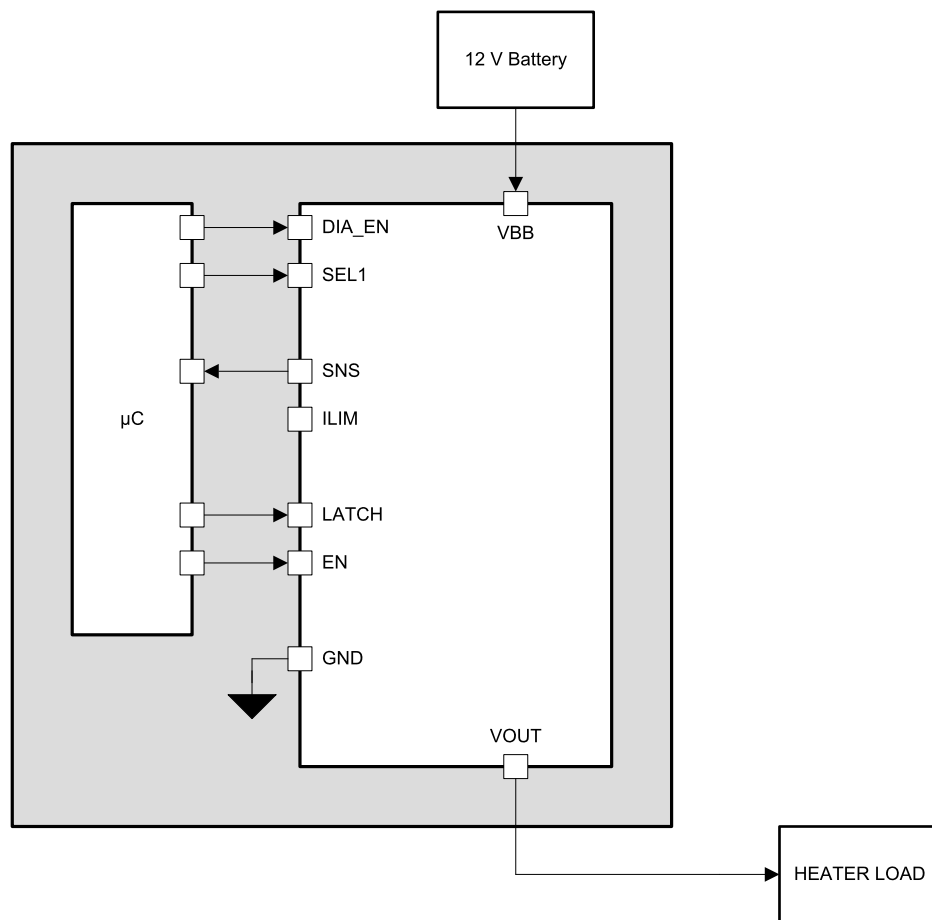 12 V Battery
VBB
DIA_EN
SEL1
SNS
ILIM
µC
LATCH
EN
GND
VOUT
HEATER LOAD